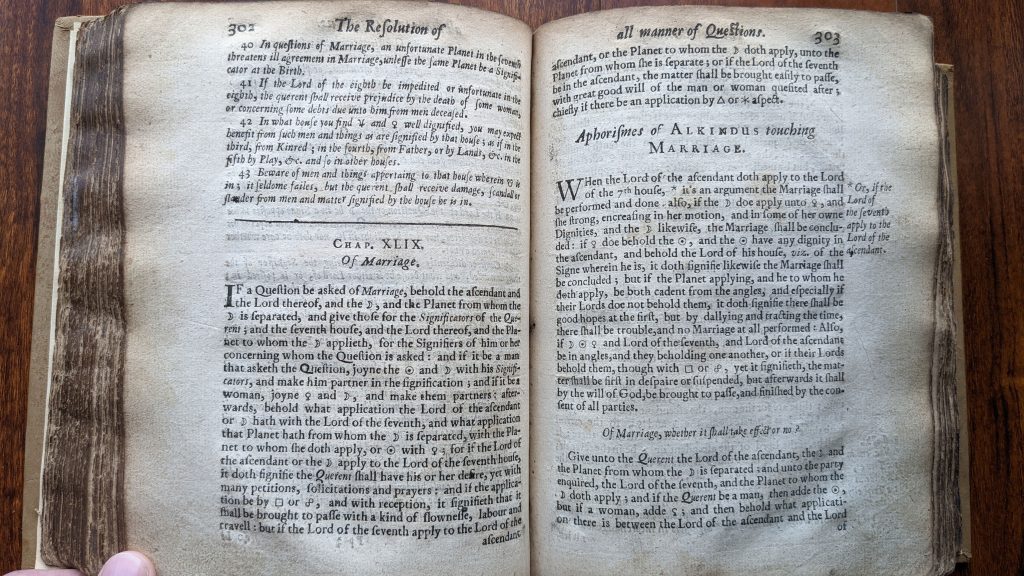 302 The Reſolution of
40 In queſtions of Marriage, an unfortunate Planet in the ſeventh
threatens ill agreement in Marriage, unleſſe the ſame Planet be a Signifi-
cator at the Birth.
41 If the Lord of the eighth be impedited or unfortunate in the
eighth, the querent ſhall receive prejudice by the death of ſome woman,
or concerning ſome debts due unto him from men deceaſed.
42 In what houſe you find ♃ and ♀ well dignified, you may expect
benefit from ſuch men and things as are ſignified by that houſe; as if in the
third, from Kinred; in the fourth, from Father, or by Lands, &c. in the
fifth by Play, &c. and ſo in other houſes.
43 Beware of men and things appertaining to that houſe wherein ☋ is
in; it ſeldome failes, but the querent ſhall receive damage, ſcandall or
ſlander from men and matter ſignified by the houſe he is in.
CHAP. XLIX.
Of Marriage.
IF a Queſtion be asked of Marriage, behold the aſcendant and
the Lord thereof, and the ☽, and the Planet from whom the
☽ is ſeparated, and give thoſe for the Significators of the Que-
rent; and the ſeventh houſe, and the Lord thereof, and the Pla-
net to whom the ☽ applieth, for the Signifiers of him or her
concerning whom the Queſtion is asked: and if it be a man
that asketh the Queſtion, joyne the ☉ and ☽ with his Signifi-
cators, and make him partner in the ſignification; and if it be a
woman, joyne ♀ and ☽, and make them partners: after-
wards, behold what application the Lord of the aſcendant
or ☽ hath with the Lord of the ſeventh, and what application
that Planet hath from whom the ☽ is ſeparated, with the Pla-
net to whom ſhe doth apply, or ☉ with ♀; for if the Lord of
the aſcendant or the ☽ apply to the Lord of the ſeventh houſe,
it doth ſignifie the Querent ſhall have his or her deſire, yet with
many petitions, ſolicitations and prayers: and if the applica-
tion be by □ or ☍, and with reception, it ſignifieth that it
ſhall be brought to paſſe with a kind of ſlowneſſe, labour and
travell: but if the Lord of the ſeventh apply to the Lord of the
aſcendant,
all manner of Queſtions. 303
aſcendant, or the Planet to whom the ☽ doth apply, unto the
Planet from whom ſhe is ſeparate; or if the Lord of the ſeventh
be in the aſcendant, the matter ſhall be brought eaſily to paſſe,
with great good will of the man or woman queſited after;
chiefly if there be an application by △ or ⚹ aſpect.
Aphoriſmes of ALKINDUS touching
MARRIAGE.
WHen the Lord of the aſcendant doth apply to the Lord
of the 7th houſe, * it's an argument the Marriage ſhall
be performed and done: alſo, if the ☽ doe apply unto ♀, and
ſhe ſtrong, encreaſing in her motion, and in ſome of her owne
Dignities, and the ☽ likewiſe, the Marriage ſhall be conclu-
ded: if ♀ doe behold the ☉, and the ☉ have any dignity in
the aſcendant, and behold the Lord of his houſe, viz. of the
Signe wherein he is, it doth ſignifie likewiſe the Marriage ſhall
be concluded; but if the Planet applying, and he to whom he
doth apply, be both cadent from the angles, and eſpecially if
their Lords doe not behold them, it doth ſignifie there ſhall be
good hopes at the firſt, but by dallying and tracting the time,
there ſhall be trouble, and no Marriage at all performed: Alſo,
if ☽ ☉ ♀ and Lord of the ſeventh, and Lord of the aſcendant
be in angles, and they beholding one another, or if their Lords
behold them, though with □ or ☍, yet it ſignifieth, the mat-
ter ſhall be firſt in deſpaire or ſuſpended, but afterwards it ſhall
by the will of God, be brought to paſſe, and finiſhed by the con-
ſent of all parties.
* Or, if the
Lord of
the ſeventh
apply to the
Lord of the
aſcendant.
Of Marriage, whether it ſhall take effect or no?
Give unto the Querent the Lord of the aſcendant, the ☽ and
the Planet from whom the ☽ is ſeparated: and unto the party
enquired, the Lord of the ſeventh, and the Planet to whom the
☽ doth apply; and if the Querent be a man, then adde the ☉,
but if a woman, adde ♀; and then behold what applicati-
on there is between the Lord of the aſcendant and the Lord
of